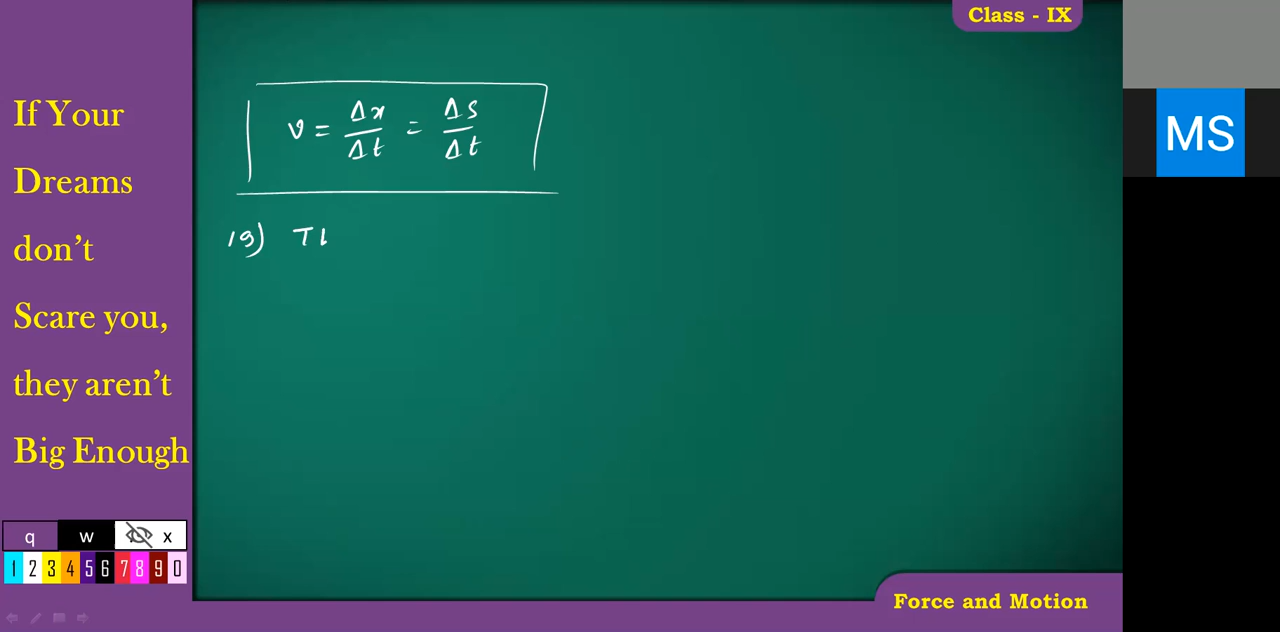 Class - IX
If Your
Dreams
don't
Scare you,
they aren't
Big Enough
v = Δx/Δt = Δs/Δt
19)
MS
q w x
1 2 3 4 5 6 7 8 9 0
Force and Motion